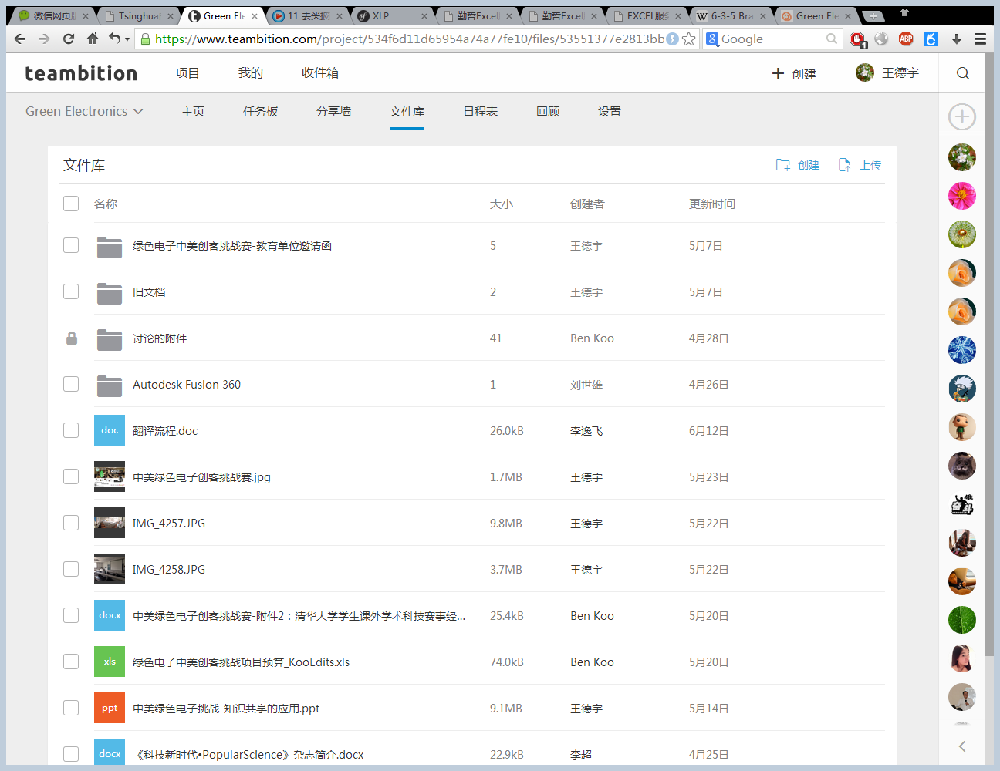 微信网页版
TsinghuaI
Green Ele
11 去买披
XLP
勤哲Excel
勤哲Excel
EXCEL服务
6-3-5 Bra
Green Ele
https://www.teambition.com/project/534f6d11d65954a74a77fe10/files/53551377e2813bb
Google
1
ABP
teambition
项目
我的
收件箱
创建
王德宇
Green Electronics
主页
任务板
分享墙
文件库
日程表
回顾
设置
文件库
创建
上传
名称 大小 创建者 更新时间
绿色电子中美创客挑战赛-教育单位邀请函 5 王德宇 5月7日
旧文档 2 王德宇 5月7日
讨论的附件 41 Ben Koo 4月28日
Autodesk Fusion 360 1 刘世雄 4月26日
doc 翻译流程.doc 26.0kB 李逸飞 6月12日
中美绿色电子创客挑战赛.jpg 1.7MB 王德宇 5月23日
IMG_4257.JPG 9.8MB 王德宇 5月22日
IMG_4258.JPG 3.7MB 王德宇 5月22日
docx 中美绿色电子创客挑战赛-附件2：清华大学学生课外学术科技赛事经... 25.4kB Ben Koo 5月20日
xls 绿色电子中美创客挑战项目预算_KooEdits.xls 74.0kB Ben Koo 5月20日
ppt 中美绿色电子挑战-知识共享的应用.ppt 9.1MB 王德宇 5月14日
docx 《科技新时代•PopularScience》杂志简介.docx 22.9kB 李超 4月25日
雄
奋斗